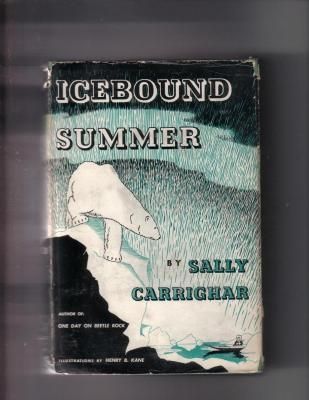 ICEBOUND
SUMMER
BY SALLY
CARRIGHAR
AUTHOR OF:
ONE DAY ON BEETLE ROCK
ILLUSTRATIONS BY HENRY B. KANE